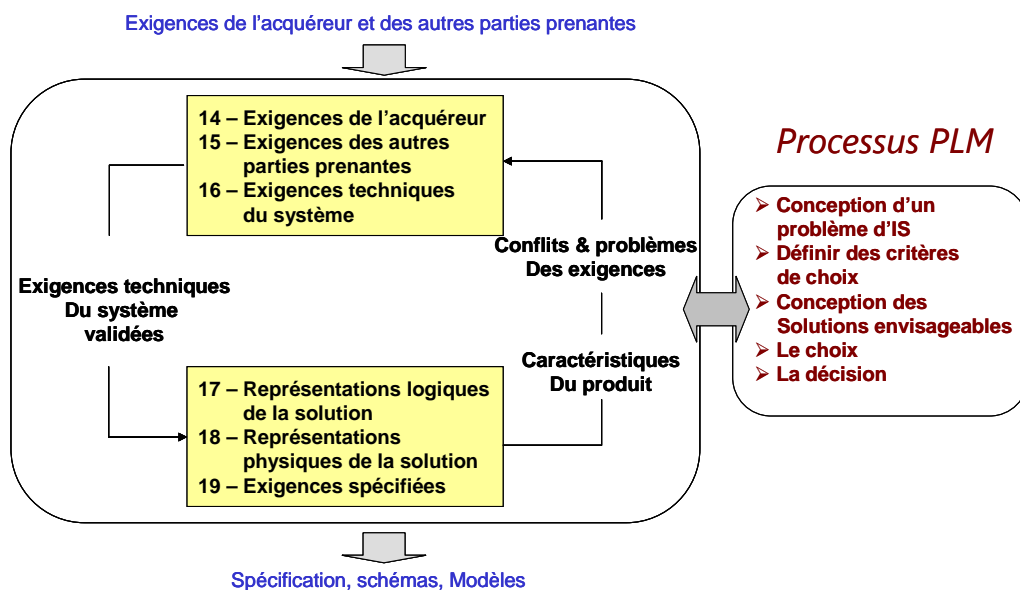 Exigences de l'acquéreur et des autres parties prenantes
14 – Exigences de l'acquéreur
15 – Exigences des autres
parties prenantes
16 – Exigences techniques
du système
Exigences techniques
Du système
validées
Conflits & problèmes
Des exigences
Caractéristiques
Du produit
17 – Représentations logiques
de la solution
18 – Représentations
physiques de la solution
19 – Exigences spécifiées
Spécification, schémas, Modèles
Processus PLM
➢ Conception d'un
problème d'IS
➢ Définir des critères
de choix
➢ Conception des
Solutions envisageables
➢ Le choix
➢ La décision